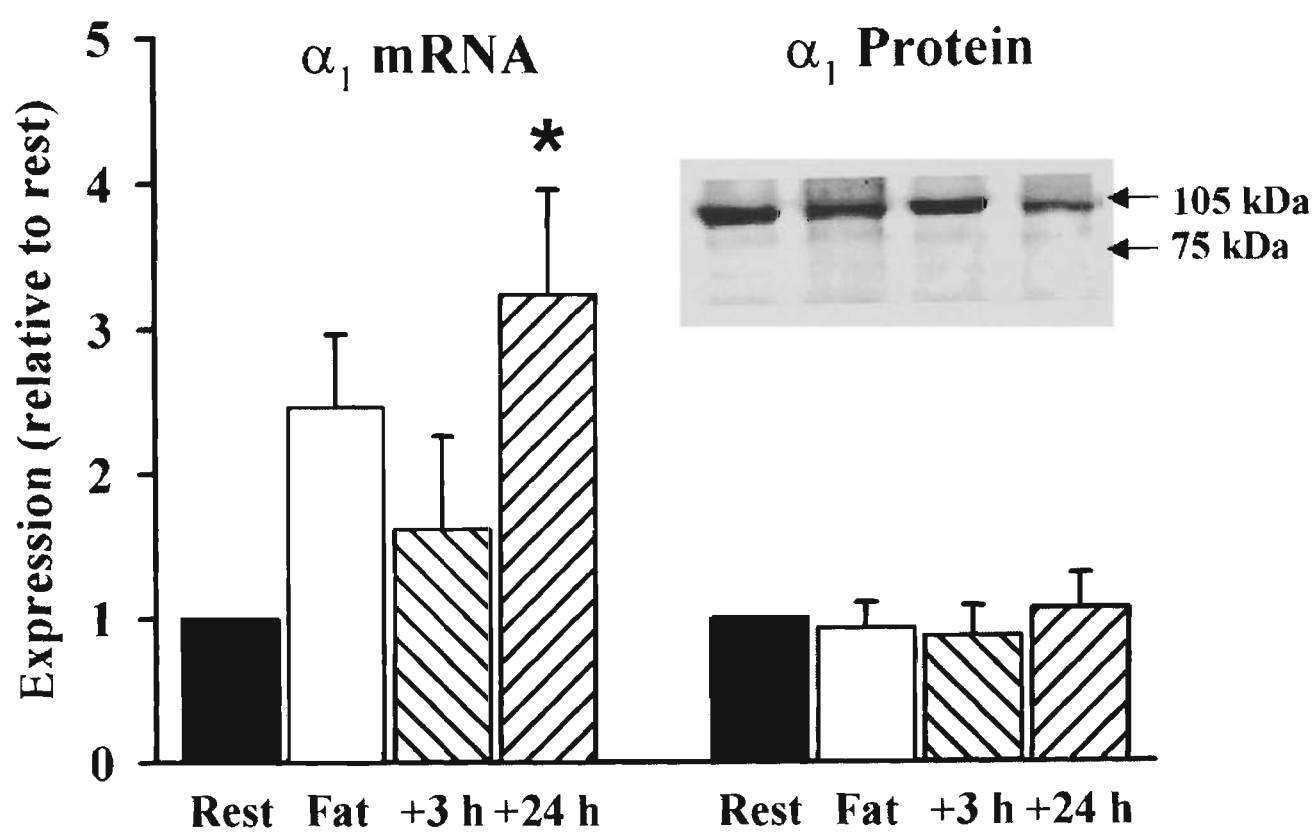 α₁ mRNA
α₁ Protein
*
Expression (relative to rest)
5
4
3
2
1
0
105 kDa
75 kDa
Rest Fat +3 h +24 h
Rest Fat +3 h +24 h